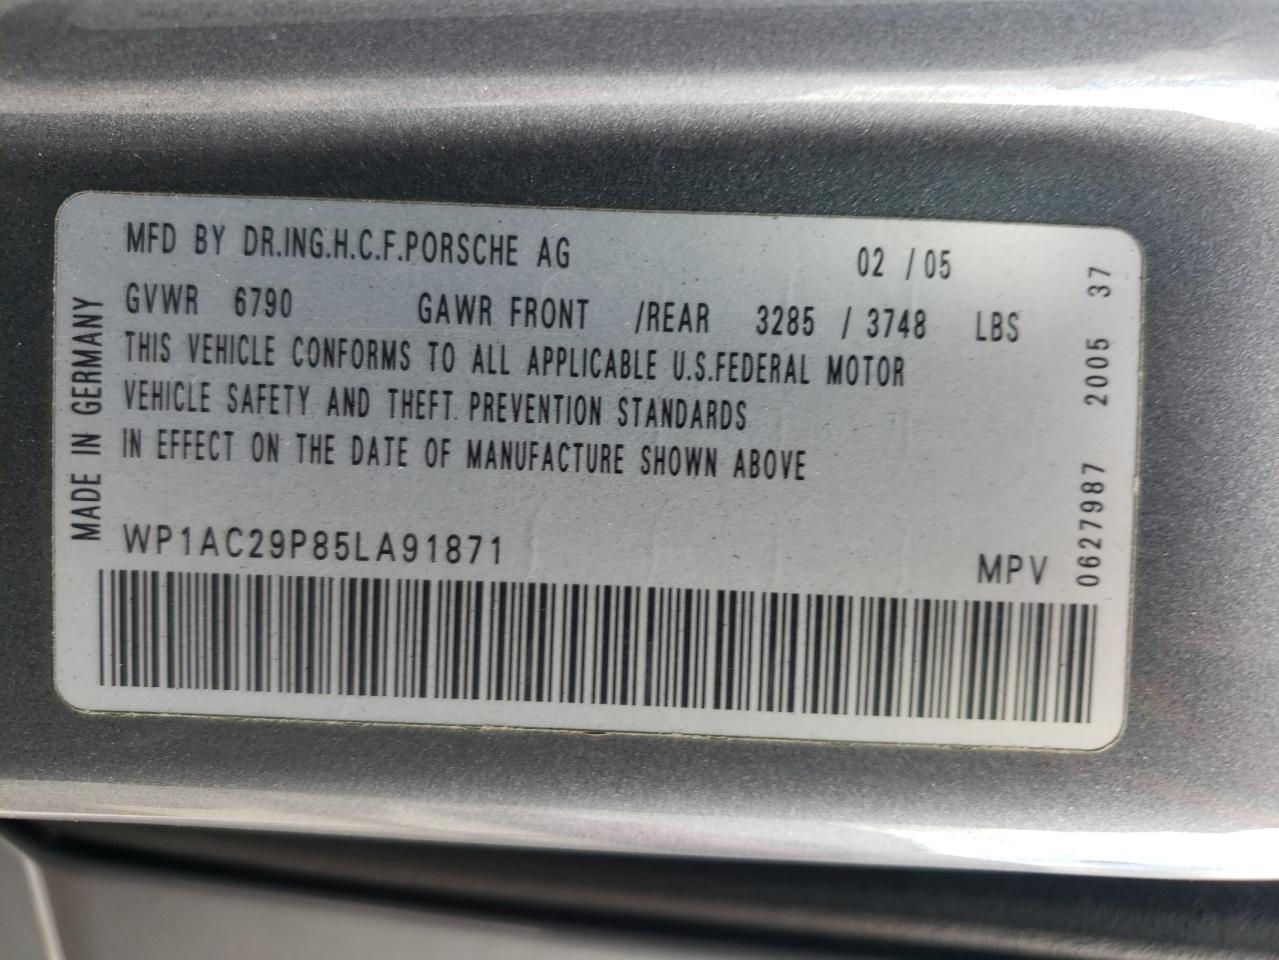 MFD BY DR.ING.H.C.F.PORSCHE AG 02 / 05
GVWR 6790 GAWR FRONT /REAR 3285 / 3748 LBS
THIS VEHICLE CONFORMS TO ALL APPLICABLE U.S.FEDERAL MOTOR
VEHICLE SAFETY AND THEFT PREVENTION STANDARDS
IN EFFECT ON THE DATE OF MANUFACTURE SHOWN ABOVE
WP1AC29P85LA91871 MPV
MADE IN GERMANY
0627987 2005 37